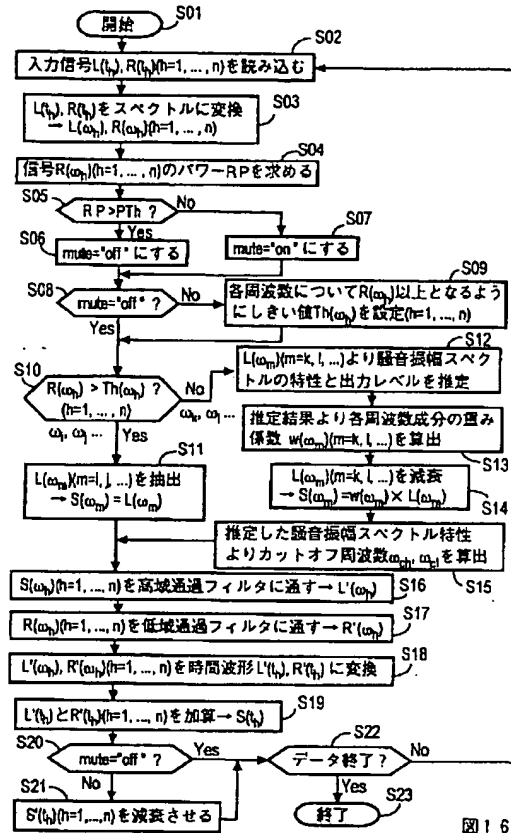 開始
S01
S02
入力信号L(tₕ), R(tₕ)(h=1, ..., n)を読み込む
S03
L(tₕ), R(tₕ)をスペクトルに変換
→ L(ωₕ), R(ωₕ)(h=1, ..., n)
S04
信号R(ωₕ)(h=1, ..., n)のパワーRPを求める
S05
RP>PTh ?
No
Yes
S06
mute="off" にする
S07
mute="on" にする
S08
mute="off" ?
No
Yes
S09
各周波数についてR(ωₕ)以上となるよう
にしきい値Th(ωₕ)を設定(h=1, ..., n)
S10
R(ωₕ) > Th(ωₕ) ?
(h=1, ..., n)
No
ωₖ, ωₗ ...
ωᵢ, ωⱼ ...
Yes
S12
L(ωₘ)(m=k, l, ...)より騒音振幅スペク
トルの特性と出力レベルを推定
推定結果より各周波数成分の重み
係数 w(ωₘ)(m=k, l, ...)を算出
S13
S11
L(ωₘ)(m=i, j, ...)を抽出
→ S(ωₘ) = L(ωₘ)
L(ωₘ)(m=k, l, ...)を減衰
→ S(ωₘ) =w(ωₘ) × L(ωₘ)
S14
推定した騒音振幅スペクトル特性
よりカットオフ周波数ω_ch, ω_clを算出
S15
S(ωₕ)(h=1, ..., n)を高域通過フィルタに通す→ L'(ωₕ)
S16
S17
R(ωₕ)(h=1, ..., n)を低域通過フィルタに通す→ R'(ωₕ)
S18
L'(ωₕ), R'(ωₕ)(h=1, ..., n)を時間波形 L'(tₕ), R'(tₕ) に変換
S19
L'(tₕ)とR'(tₕ)(h=1, ..., n)を加算→ S(tₕ)
S20
mute="off" ?
Yes
No
S22
データ終了 ?
No
Yes
S21
S'(tₕ)(h=1,...,n)を減衰させる
終了
S23
図16